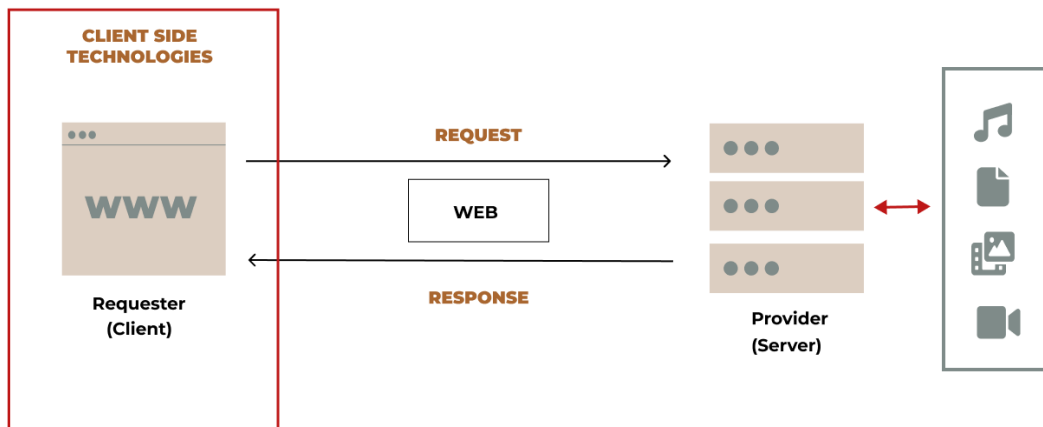 CLIENT SIDE
TECHNOLOGIES
www
Requester
(Client)
REQUEST
WEB
RESPONSE
Provider
(Server)